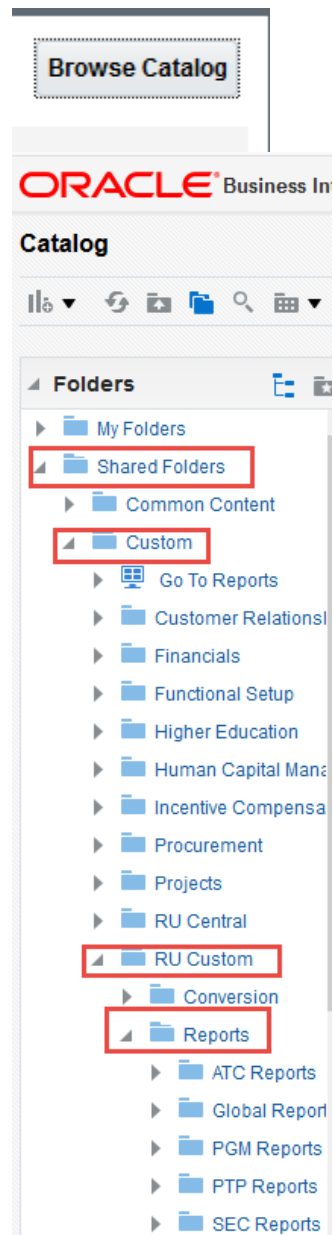 Browse Catalog
ORACLE Business Int
Catalog
Folders
My Folders
Shared Folders
Common Content
Custom
Go To Reports
Customer Relationsl
Financials
Functional Setup
Higher Education
Human Capital Mana
Incentive Compensa
Procurement
Projects
RU Central
RU Custom
Conversion
Reports
ATC Reports
Global Report
PGM Reports
PTP Reports
SEC Reports